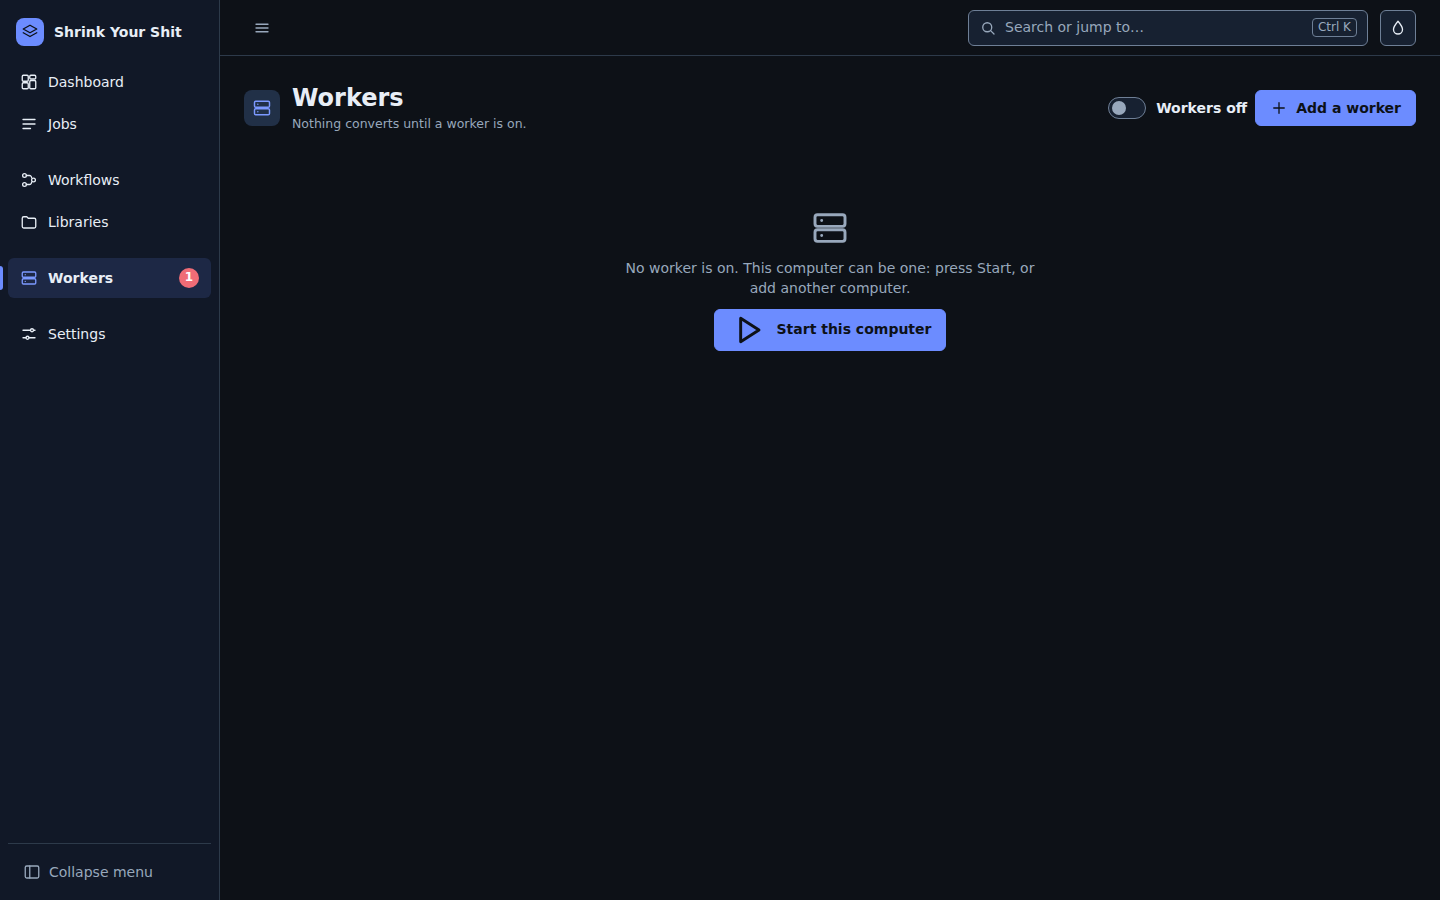 Shrink Your Shit
Search or jump to...
Ctrl K
Dashboard
Jobs
Workflows
Libraries
Workers
1
Settings
Collapse menu
Workers
Nothing converts until a worker is on.
Workers off
Add a worker
No worker is on. This computer can be one: press Start, or
add another computer.
Start this computer